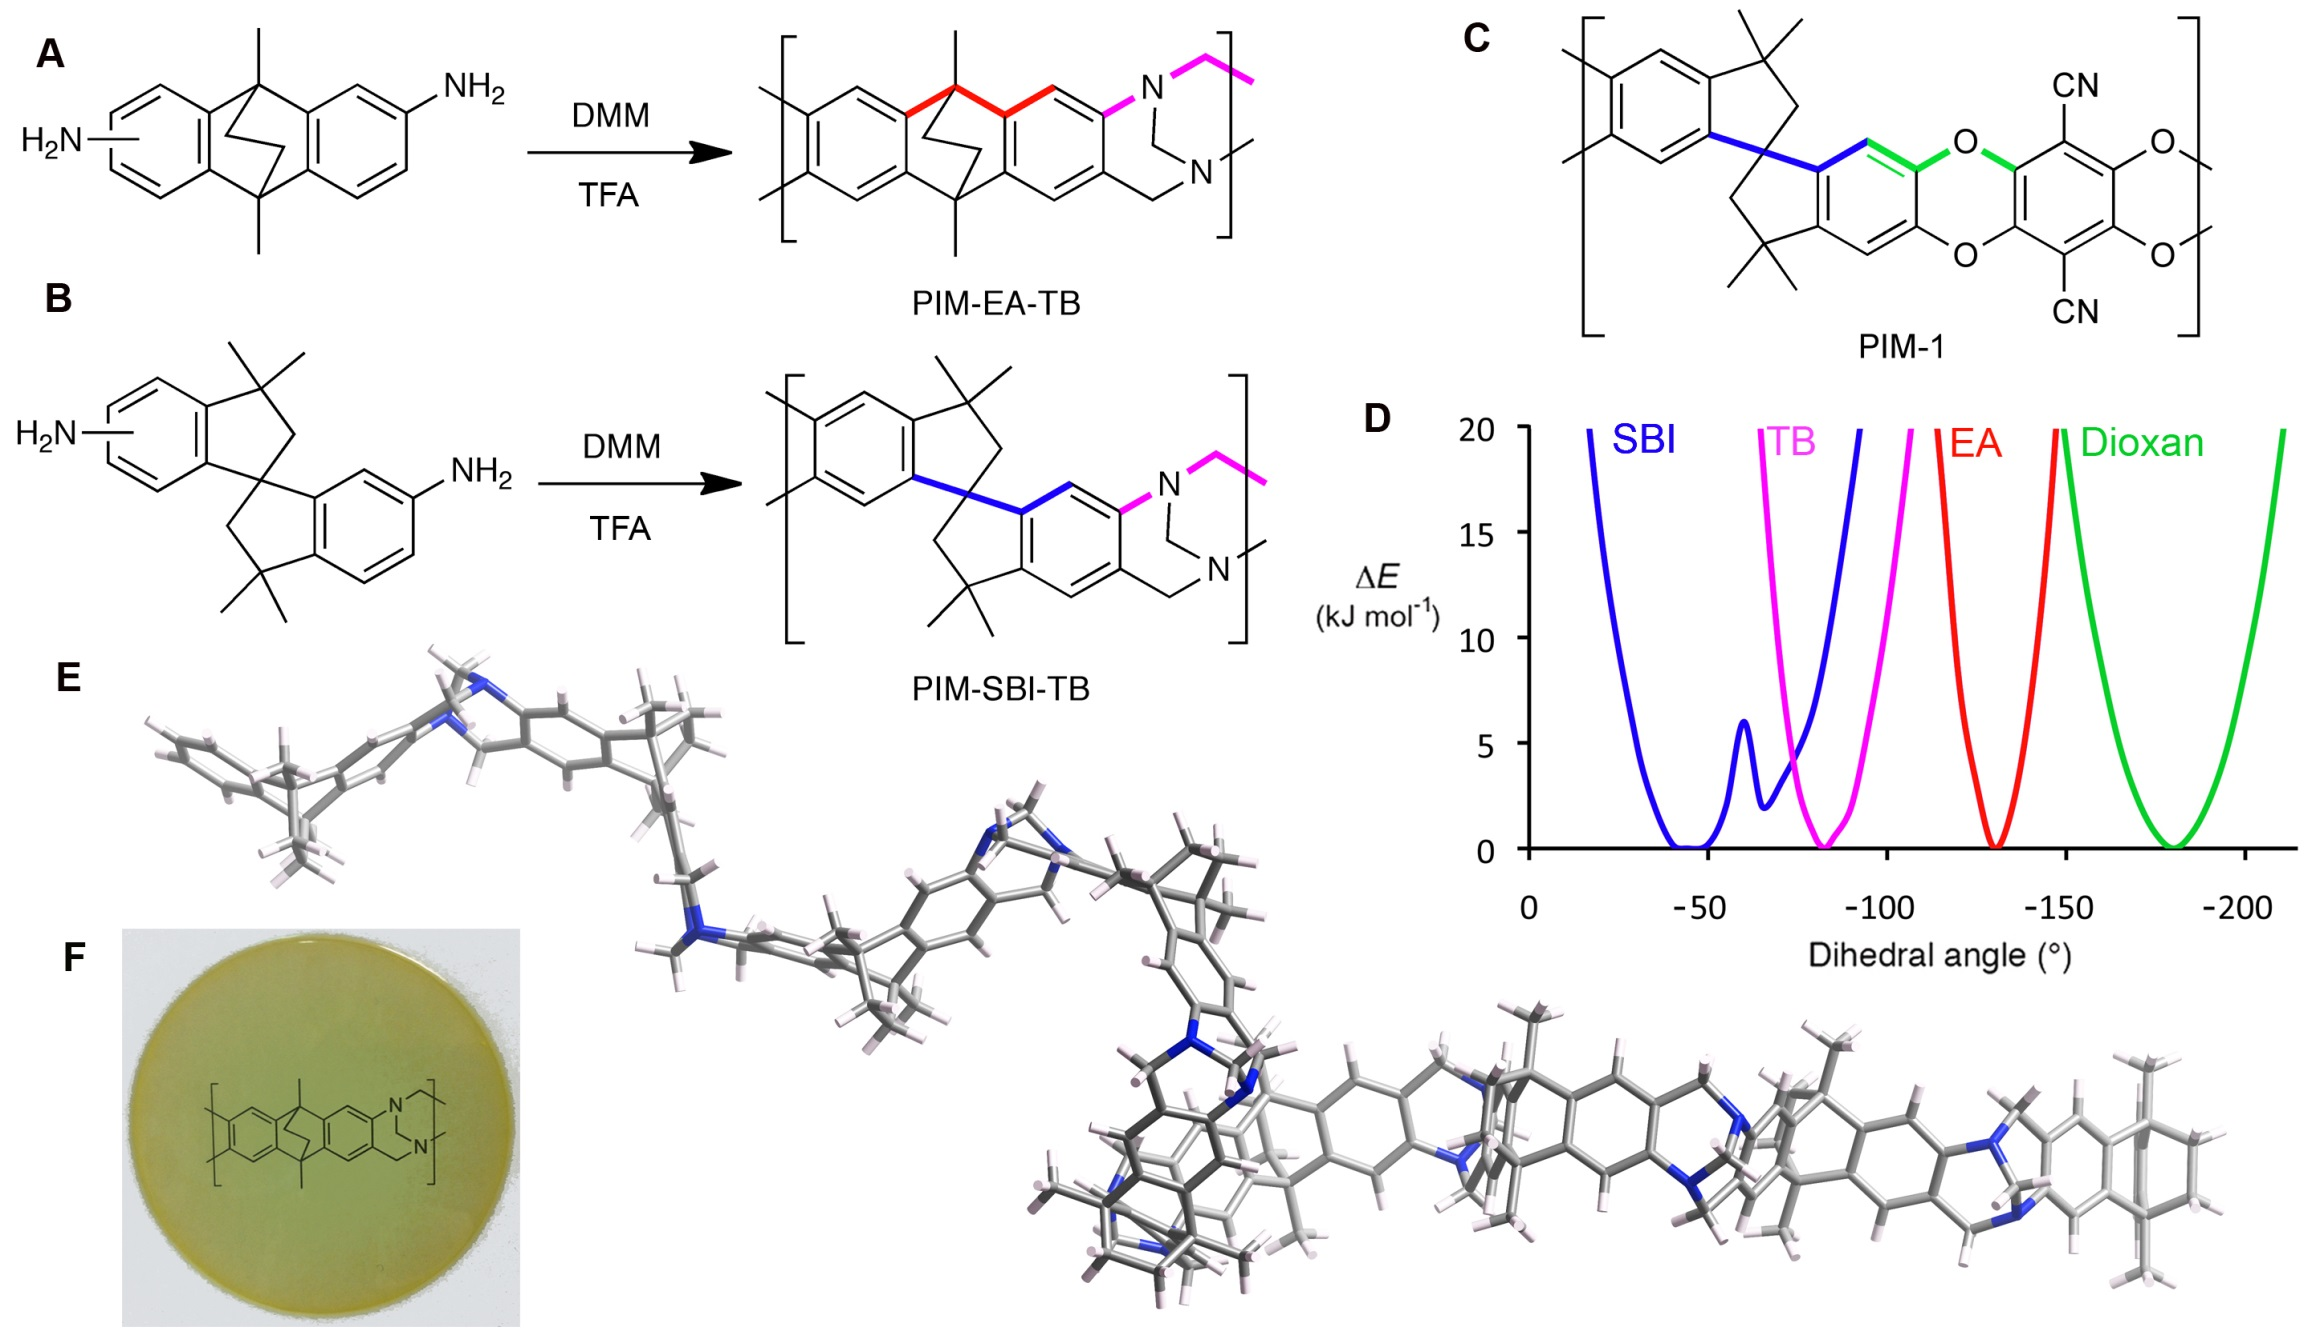 A
H₂N
NH₂
DMM
TFA
N
N
PIM-EA-TB
B
H₂N
NH₂
DMM
TFA
N
N
PIM-SBI-TB
C
CN
O
O
O
O
CN
PIM-1
D
SBI
TB
EA
Dioxan
20
15
10
5
0
ΔE
(kJ mol⁻¹)
0
-50
-100
-150
-200
Dihedral angle (°)
E
F
N
N